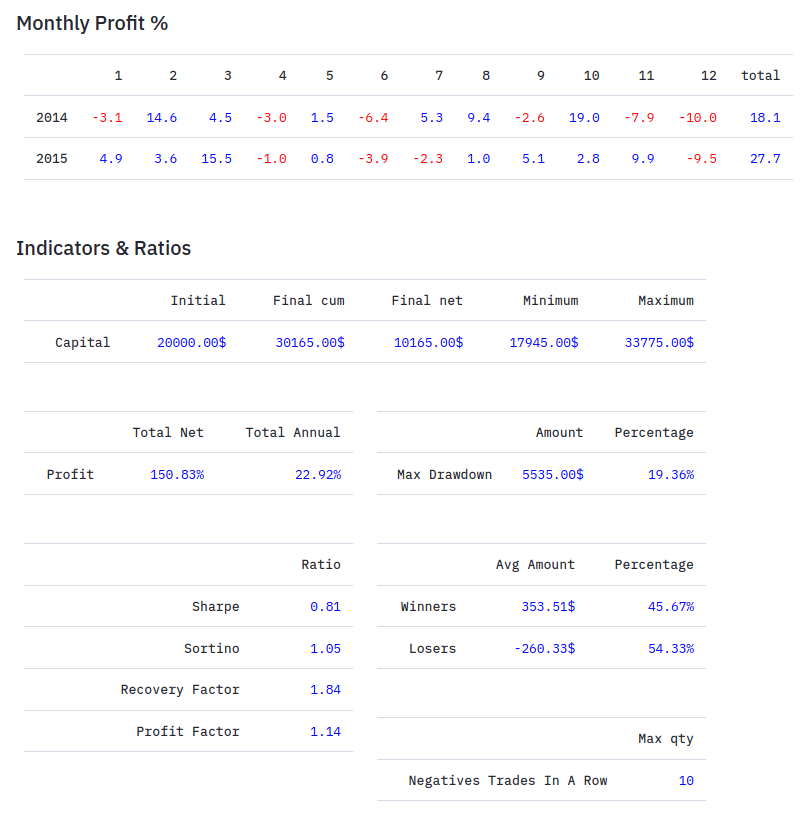 Monthly Profit %
1 2 3 4 5 6 7 8 9 10 11 12 total
2014 -3.1 14.6 4.5 -3.0 1.5 -6.4 5.3 9.4 -2.6 19.0 -7.9 -10.0 18.1
2015 4.9 3.6 15.5 -1.0 0.8 -3.9 -2.3 1.0 5.1 2.8 9.9 -9.5 27.7
Indicators & Ratios
Initial Final cum Final net Minimum Maximum
Capital 20000.00$ 30165.00$ 10165.00$ 17945.00$ 33775.00$
Total Net Total Annual
Profit 150.83% 22.92%
Amount Percentage
Max Drawdown 5535.00$ 19.36%
Ratio
Sharpe 0.81
Sortino 1.05
Recovery Factor 1.84
Profit Factor 1.14
Avg Amount Percentage
Winners 353.51$ 45.67%
Losers -260.33$ 54.33%
Max qty
Negatives Trades In A Row 10